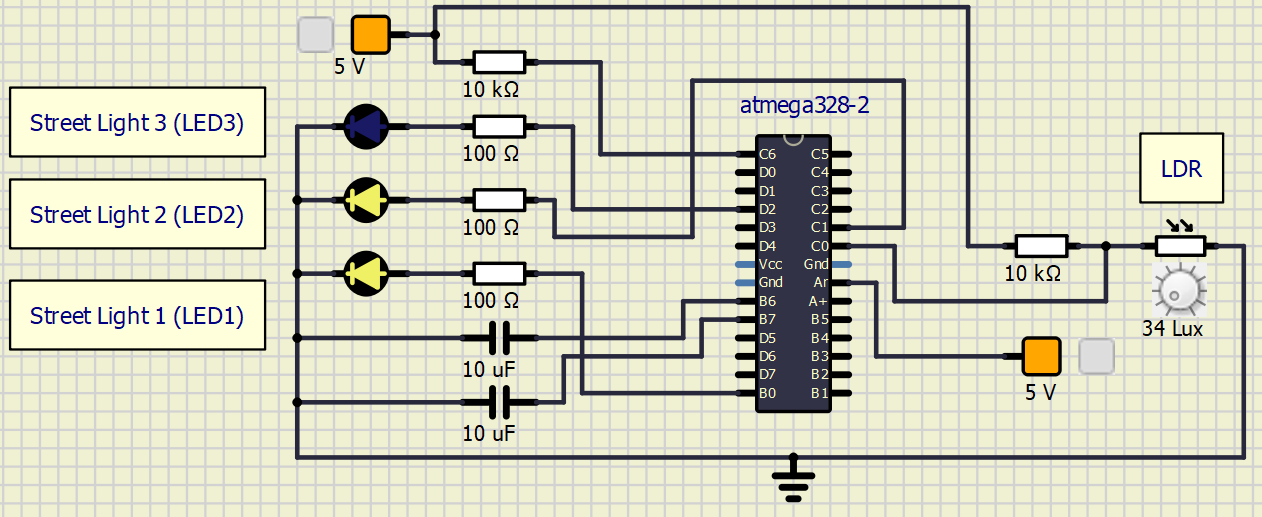 5 V
10 kΩ
Street Light 3 (LED3)
100 Ω
Street Light 2 (LED2)
100 Ω
Street Light 1 (LED1)
100 Ω
10 uF
10 uF
atmega328-2
C6 C5
D0 C4
D1 C3
D2 C2
D3 C1
D4 C0
Vcc Gnd
Gnd Ar
B6 A+
B7 B5
D5 B4
D6 B3
D7 B2
B0 B1
LDR
10 kΩ
34 Lux
5 V